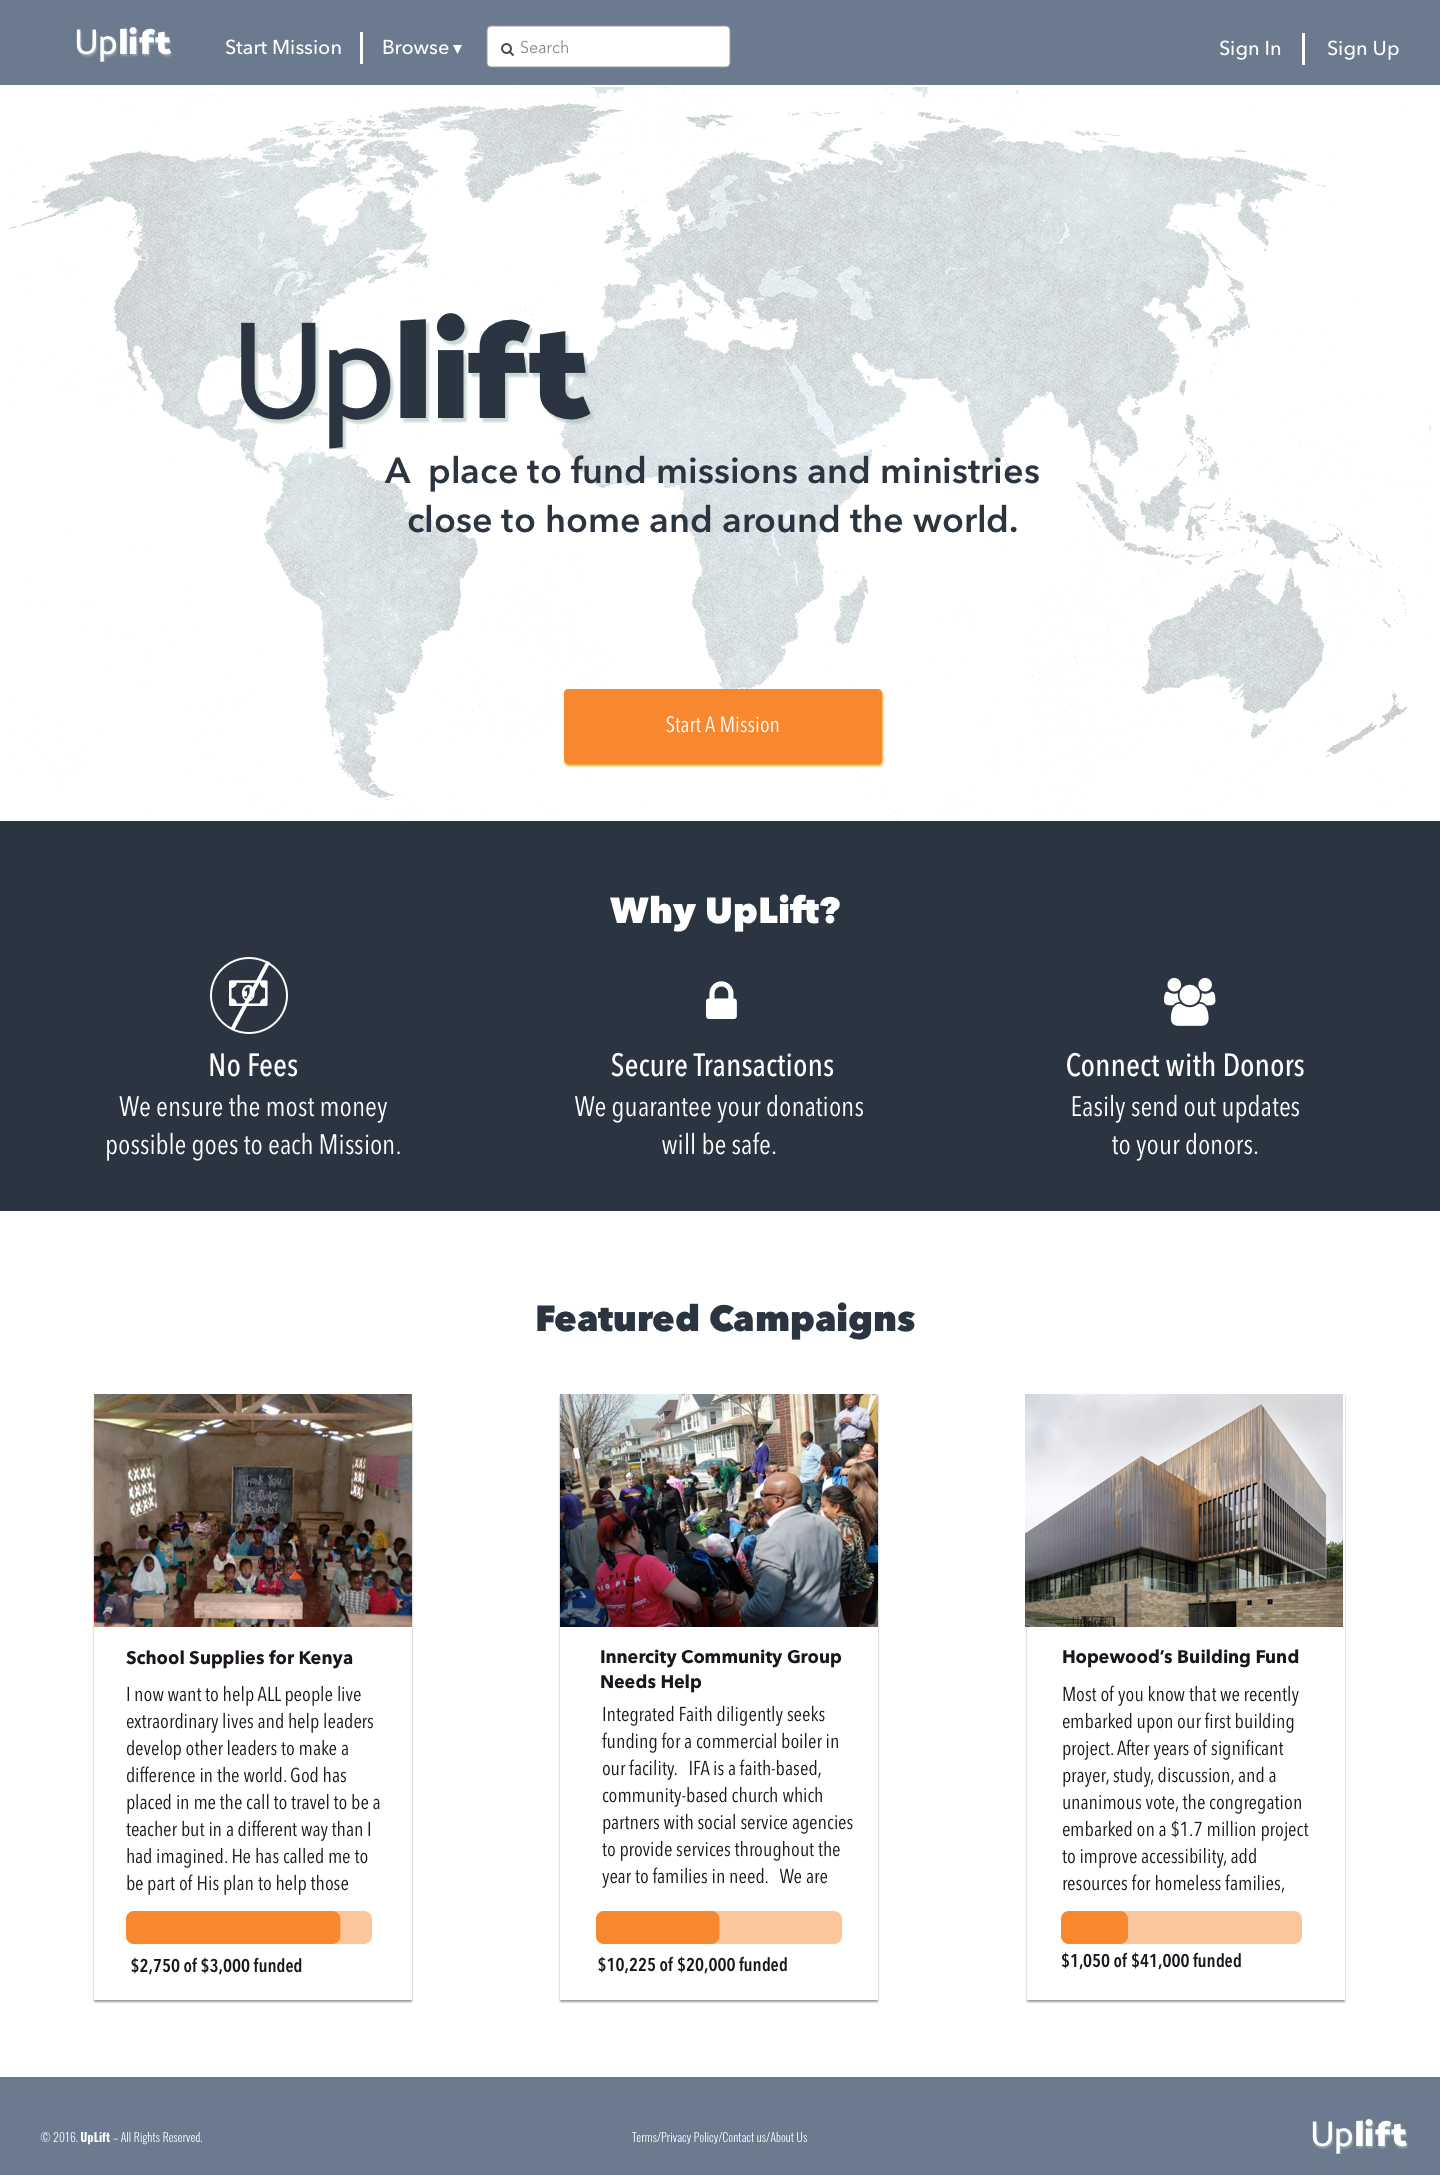 Uplift
Start Mission
Browse ▾
Search
Sign In
Sign Up
Uplift
A place to fund missions and ministries
close to home and around the world.
Start A Mission
Why UpLift?
No Fees
We ensure the most money
possible goes to each Mission.
Secure Transactions
We guarantee your donations
will be safe.
Connect with Donors
Easily send out updates
to your donors.
Featured Campaigns
Thank You
Catholic
Schools!
School Supplies for Kenya
I now want to help ALL people live
extraordinary lives and help leaders
develop other leaders to make a
difference in the world. God has
placed in me the call to travel to be a
teacher but in a different way than I
had imagined. He has called me to
be part of His plan to help those
$2,750 of $3,000 funded
Innercity Community Group
Needs Help
Integrated Faith diligently seeks
funding for a commercial boiler in
our facility. IFA is a faith-based,
community-based church which
partners with social service agencies
to provide services throughout the
year to families in need. We are
$10,225 of $20,000 funded
Hopewood’s Building Fund
Most of you know that we recently
embarked upon our first building
project. After years of significant
prayer, study, discussion, and a
unanimous vote, the congregation
embarked on a $1.7 million project
to improve accessibility, add
resources for homeless families,
$1,050 of $41,000 funded
© 2016. UpLift – All Rights Reserved.
Terms/Privacy Policy/Contact us/About Us
Uplift